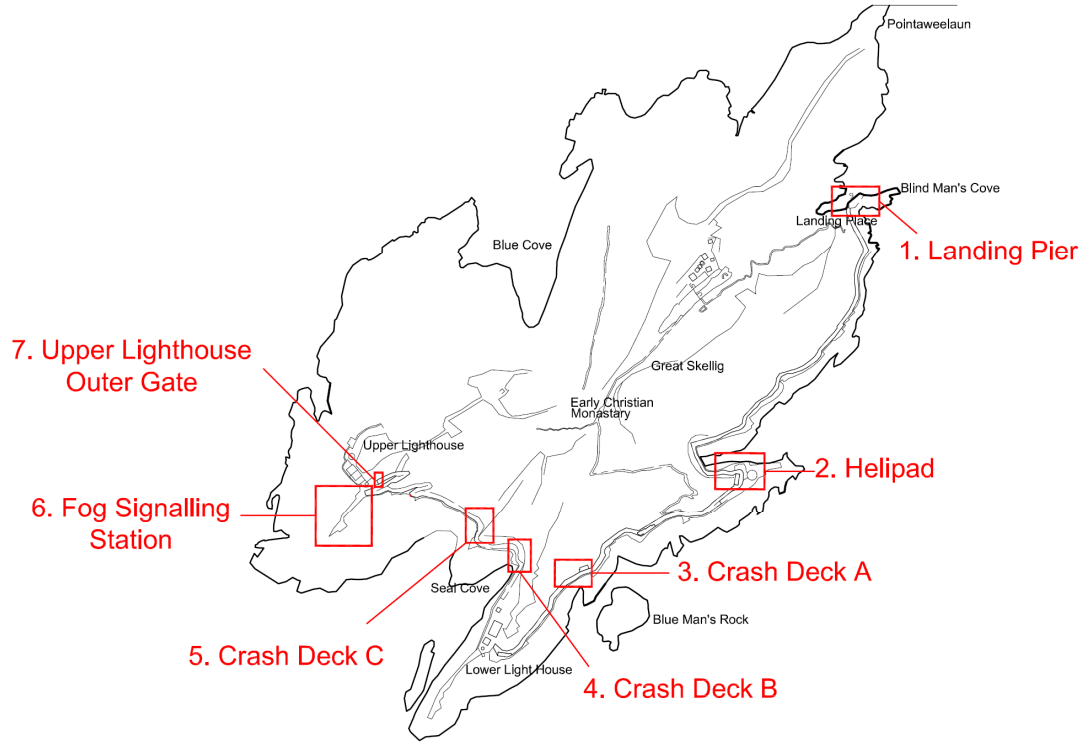 Pointaweelaun
Blind Man's Cove
Landing Place
1. Landing Pier
Blue Cove
7. Upper Lighthouse
Outer Gate
Great Skellig
Early Christian
Monastary
Upper Lighthouse
2. Helipad
6. Fog Signalling
Station
3. Crash Deck A
Seal Cove
Blue Man's Rock
5. Crash Deck C
Lower Light House
4. Crash Deck B